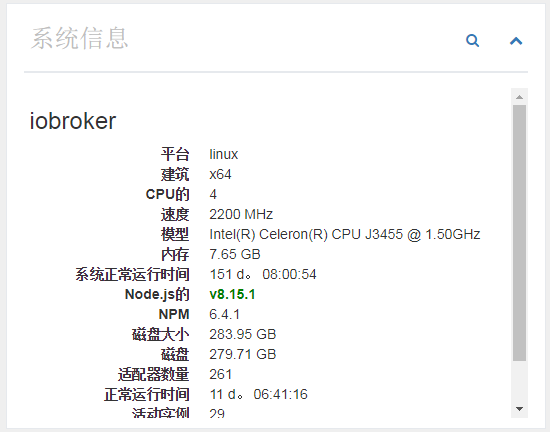 系统信息
iobroker
平台 linux
建筑 x64
CPU的 4
速度 2200 MHz
模型 Intel(R) Celeron(R) CPU J3455 @ 1.50GHz
内存 7.65 GB
系统正常运行时间 151 d。 08:00:54
Node.js的 v8.15.1
NPM 6.4.1
磁盘大小 283.95 GB
磁盘 279.71 GB
适配器数量 261
正常运行时间 11 d。 06:41:16
活动实例 29